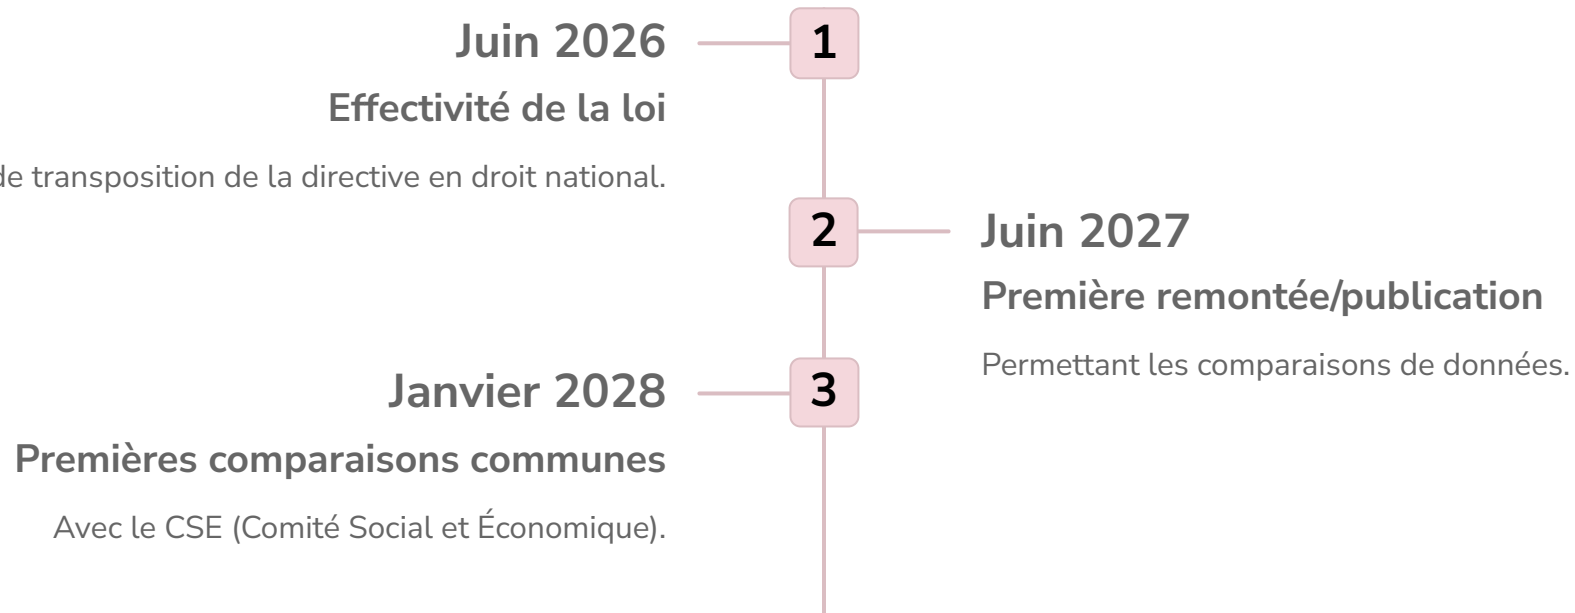 Juin 2026
1
Effectivité de la loi
de transposition de la directive en droit national.
2
Juin 2027
Première remontée/publication
Permettant les comparaisons de données.
Janvier 2028
3
Premières comparaisons communes
Avec le CSE (Comité Social et Économique).